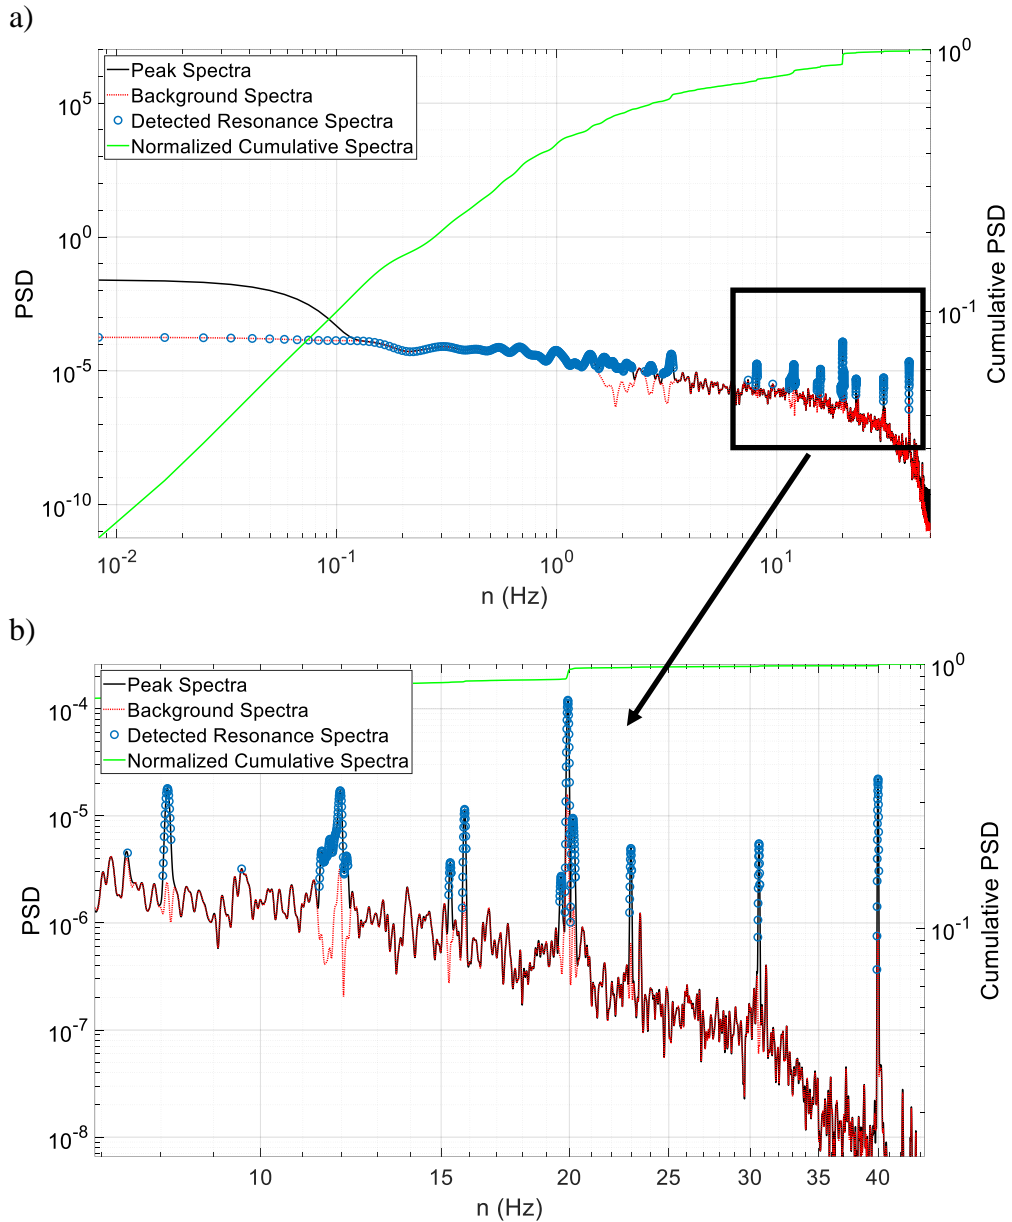 a)
Peak Spectra
Background Spectra
Detected Resonance Spectra
Normalized Cumulative Spectra
10^5
10^0
10^-5
10^-10
PSD
10^0
10^-1
Cumulative PSD
10^-2
10^-1
10^0
10^1
n (Hz)
b)
Peak Spectra
Background Spectra
Detected Resonance Spectra
Normalized Cumulative Spectra
10^-4
10^-5
10^-6
10^-7
10^-8
PSD
10^0
10^-1
Cumulative PSD
10 15 20 25 30 35 40
n (Hz)